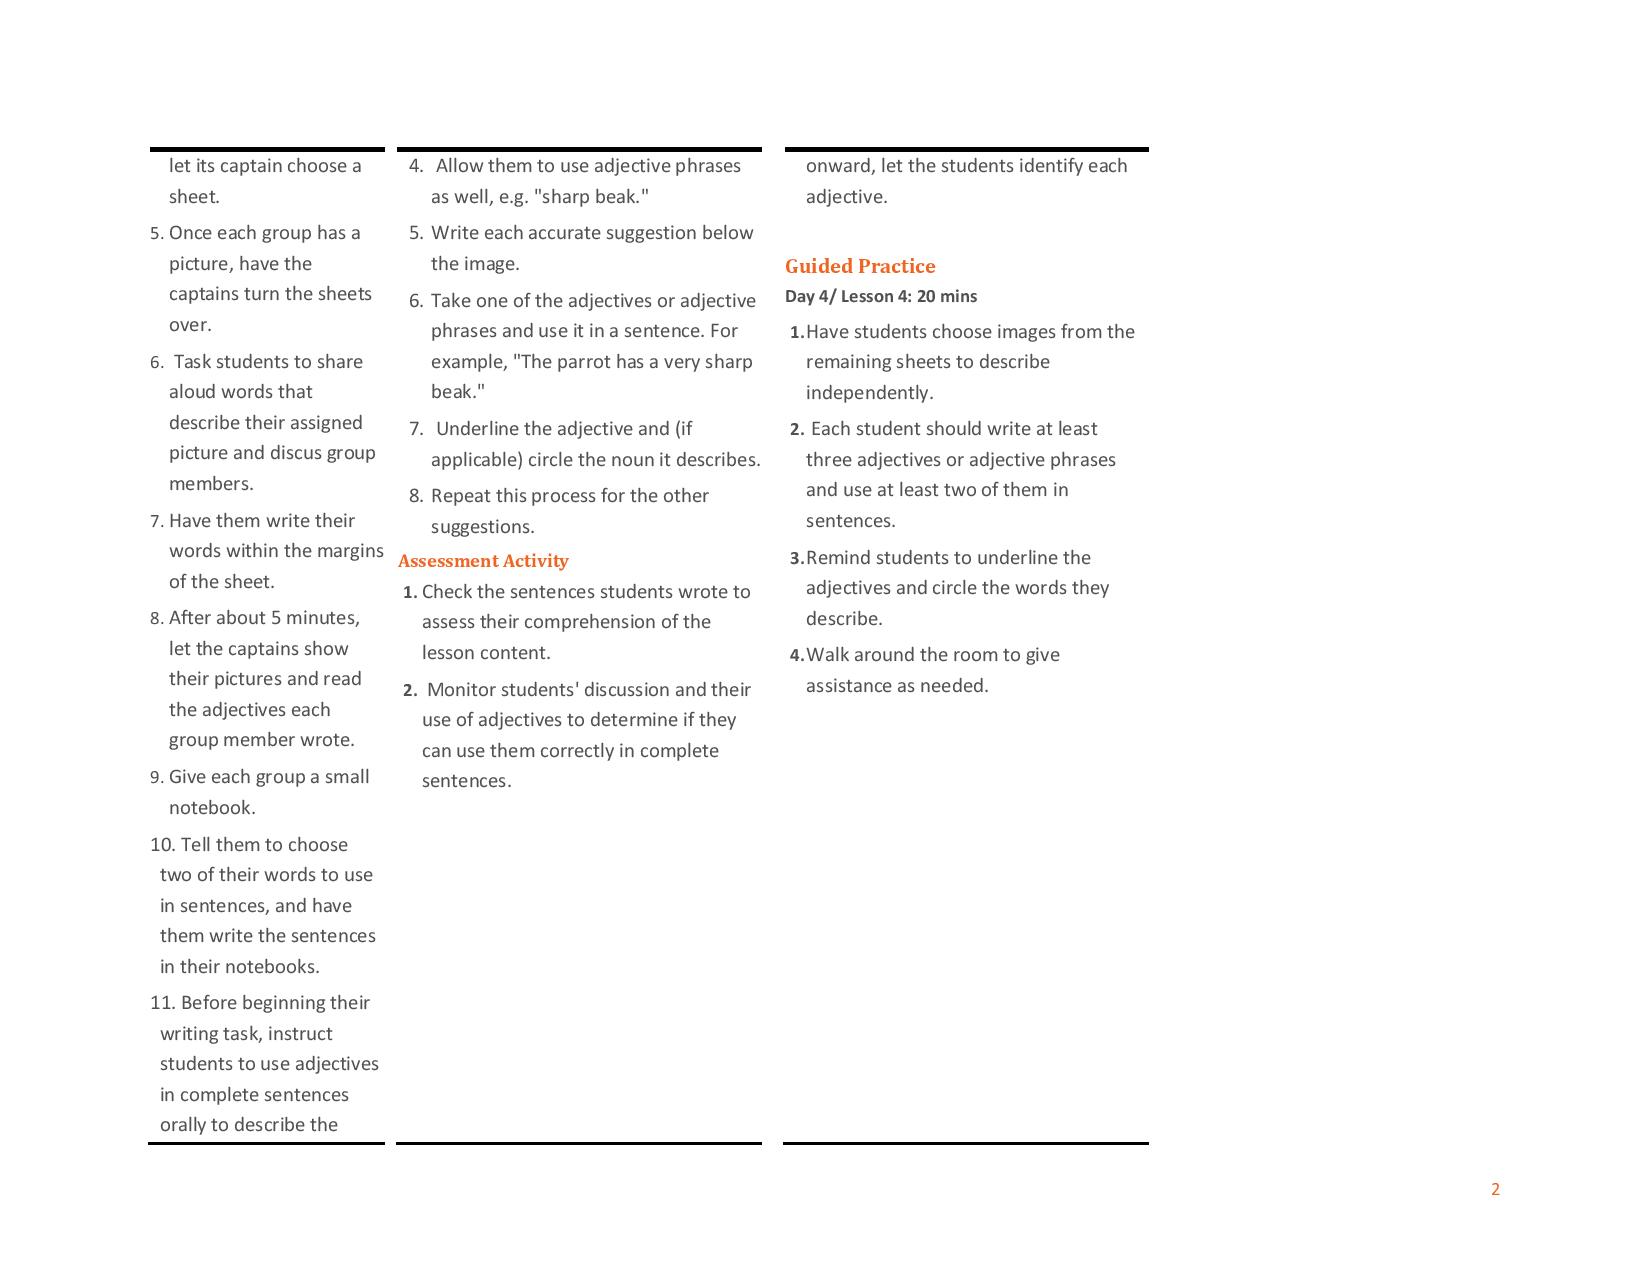 let its captain choose a
sheet.
5. Once each group has a
picture, have the
captains turn the sheets
over.
6. Task students to share
aloud words that
describe their assigned
picture and discus group
members.
7. Have them write their
words within the margins
of the sheet.
8. After about 5 minutes,
let the captains show
their pictures and read
the adjectives each
group member wrote.
9. Give each group a small
notebook.
10. Tell them to choose
two of their words to use
in sentences, and have
them write the sentences
in their notebooks.
11. Before beginning their
writing task, instruct
students to use adjectives
in complete sentences
orally to describe the
4. Allow them to use adjective phrases
as well, e.g. "sharp beak."
5. Write each accurate suggestion below
the image.
6. Take one of the adjectives or adjective
phrases and use it in a sentence. For
example, "The parrot has a very sharp
beak."
7. Underline the adjective and (if
applicable) circle the noun it describes.
8. Repeat this process for the other
suggestions.
Assessment Activity
1. Check the sentences students wrote to
assess their comprehension of the
lesson content.
2. Monitor students' discussion and their
use of adjectives to determine if they
can use them correctly in complete
sentences.
onward, let the students identify each
adjective.
Guided Practice
Day 4/ Lesson 4: 20 mins
1.Have students choose images from the
remaining sheets to describe
independently.
2. Each student should write at least
three adjectives or adjective phrases
and use at least two of them in
sentences.
3.Remind students to underline the
adjectives and circle the words they
describe.
4.Walk around the room to give
assistance as needed.
2